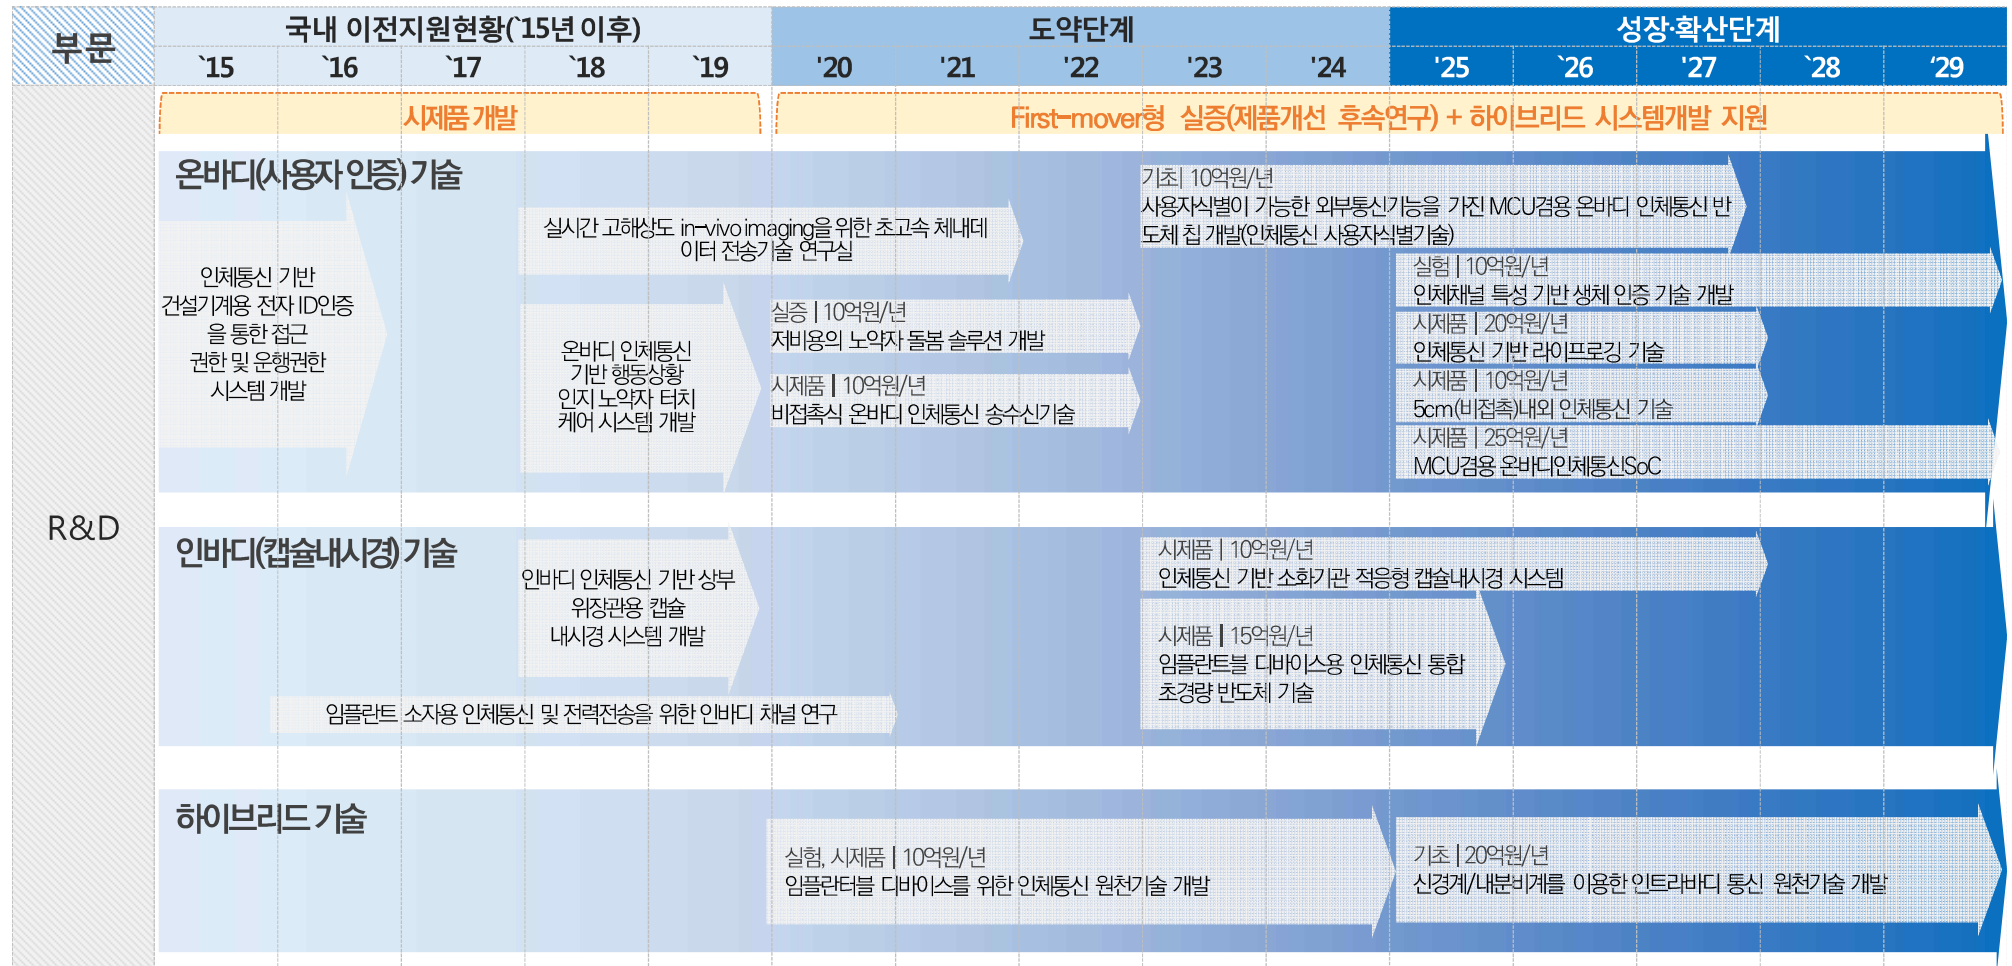 부문
국내 이전지원현황(`15년 이후)
도약단계
성장·확산단계
`15 `16 `17 `18 `19 '20 '21 '22 '23 '24 '25 `26 '27 `28 ‘29
시제품 개발
First-mover형 실증(제품개선 후속연구) + 하이브리드 시스템개발 지원
R&D
온바디(사용자 인증) 기술
인체통신 기반
건설기계용 전자 ID인증
을 통한 접근
권한 및 운행권한
시스템 개발
실시간 고해상도 in-vivo imaging을 위한 초고속 체내데
이터 전송기술 연구실
온바디 인체통신
기반 행동상황
인지 노약자 터치
케어 시스템 개발
실증 | 10억원/년
저비용의 노약자 돌봄 솔루션 개발
시제품 | 10억원/년
비접촉식 온바디 인체통신 송수신기술
기초| 10억원/년
사용자식별이 가능한 외부통신기능을 가진 MCU겸용 온바디 인체통신 반
도체 칩 개발(인체통신 사용자식별기술)
실험 | 10억원/년
인체채널 특성 기반 생체 인증 기술 개발
시제품 | 20억원/년
인체통신 기반 라이프로깅 기술
시제품 | 10억원/년
5cm(비접촉)내외 인체통신 기술
시제품 | 25억원/년
MCU겸용 온바디인체통신SoC
인바디(캡슐내시경) 기술
인바디 인체통신 기반 상부
위장관용 캡슐
내시경 시스템 개발
임플란트 소자용 인체통신 및 전력전송을 위한 인바디 채널 연구
시제품 | 10억원/년
인체통신 기반 소화기관 적응형 캡슐내시경 시스템
시제품 | 15억원/년
임플란트블 디바이스용 인체통신 통합
초경량 반도체 기술
하이브리드 기술
실험, 시제품 | 10억원/년
임플란터블 디바이스를 위한 인체통신 원천기술 개발
기초 | 20억원/년
신경계/내분비계를 이용한 인트라바디 통신 원천기술 개발